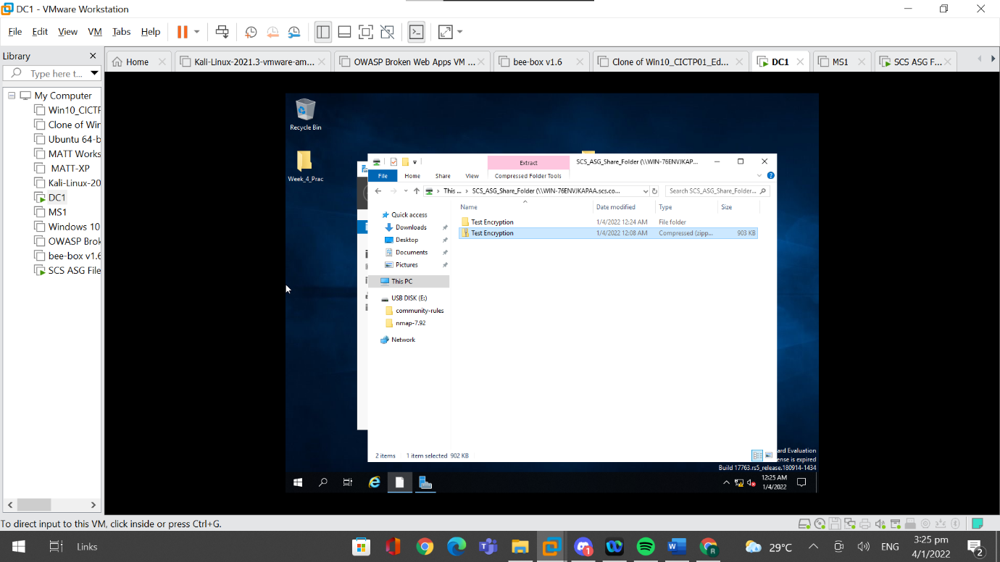 DC1 - VMware Workstation
File Edit View VM Tabs Help
Library
Type here t...
Home
Kali-Linux-2021.3-vmware-am...
OWASP Broken Web Apps VM ...
bee-box v1.6
Clone of Win10_CICTP01_Ed...
DC1
MS1
SCS ASG F...
My Computer
Win10_CICTP
Clone of Wir
Ubuntu 64-b
MATT Works
MATT-XP
Kali-Linux-20
DC1
MS1
Windows 10
OWASP Brok
bee-box v1.6
SCS ASG File
Recycle Bin
Week_4_Prac
Extract
SCS_ASG_Share_Folder (\\WIN-76ENVJKAP...
File Home Share View Compressed Folder Tools
This ... > SCS_ASG_Share_Folder (\\WIN-76ENVJKAPAA.scs.co...
Search SCS_ASG_Share_Folder...
Name Date modified Type Size
Test Encryption 1/4/2022 12:24 AM File folder
Test Encryption 1/4/2022 12:08 AM Compressed (zipp... 903 KB
Quick access
Downloads
Desktop
Documents
Pictures
This PC
USB DISK (E:)
community-rules
nmap-7.92
Network
2 items 1 item selected 902 KB
ard Evaluation
ense is expired
Build 17763.rs5_release.180914-1434
12:25 AM
1/4/2022
To direct input to this VM, click inside or press Ctrl+G.
Links
29°C
ENG
3:25 pm
4/1/2022
2